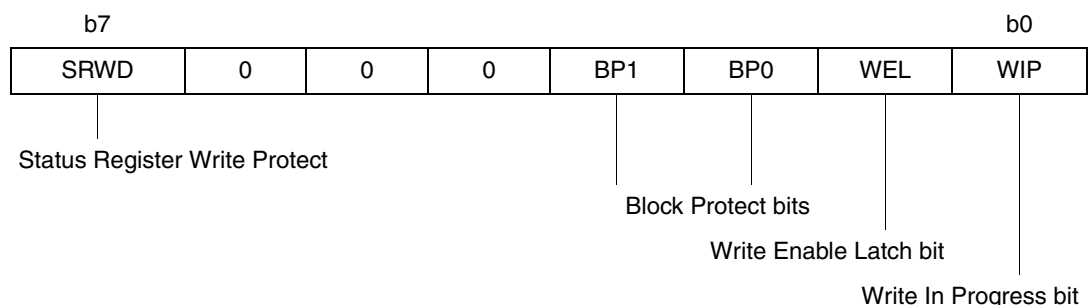 b7 b0
SRWD 0 0 0 BP1 BP0 WEL WIP
Status Register Write Protect
Block Protect bits
Write Enable Latch bit
Write In Progress bit